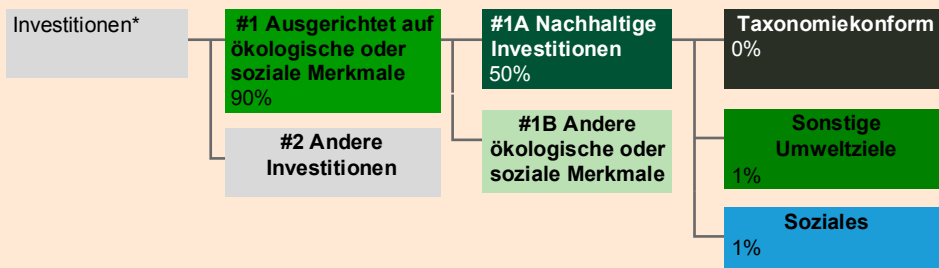 Investitionen*
#1 Ausgerichtet auf
ökologische oder
soziale Merkmale
90%
#2 Andere
Investitionen
#1A Nachhaltige
Investitionen
50%
#1B Andere
ökologische oder
soziale Merkmale
Taxonomiekonform
0%
Sonstige
Umweltziele
1%
Soziales
1%